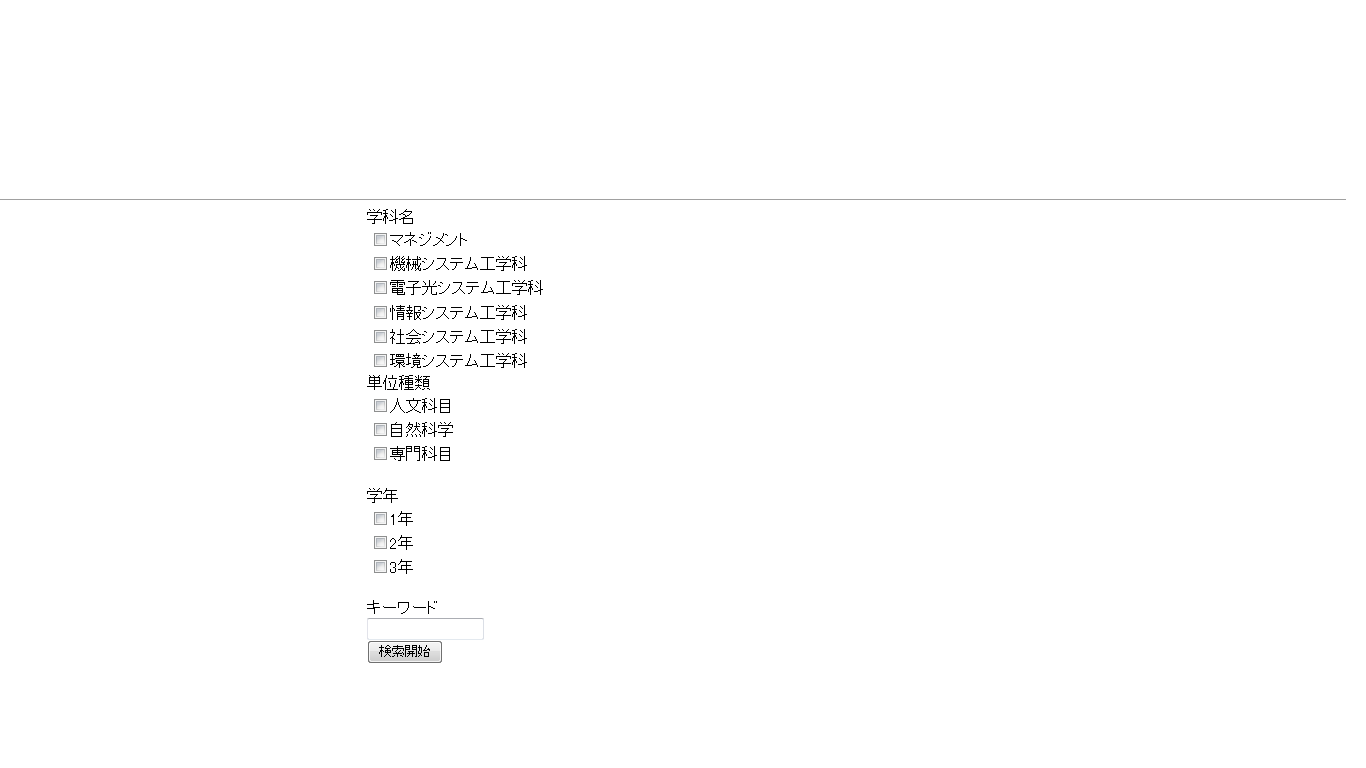 学科名
マネジメント
機械システム工学科
電子光システム工学科
情報システム工学科
社会システム工学科
環境システム工学科
単位種類
人文科目
自然科学
専門科目
学年
1年
2年
3年
キーワード
検索開始